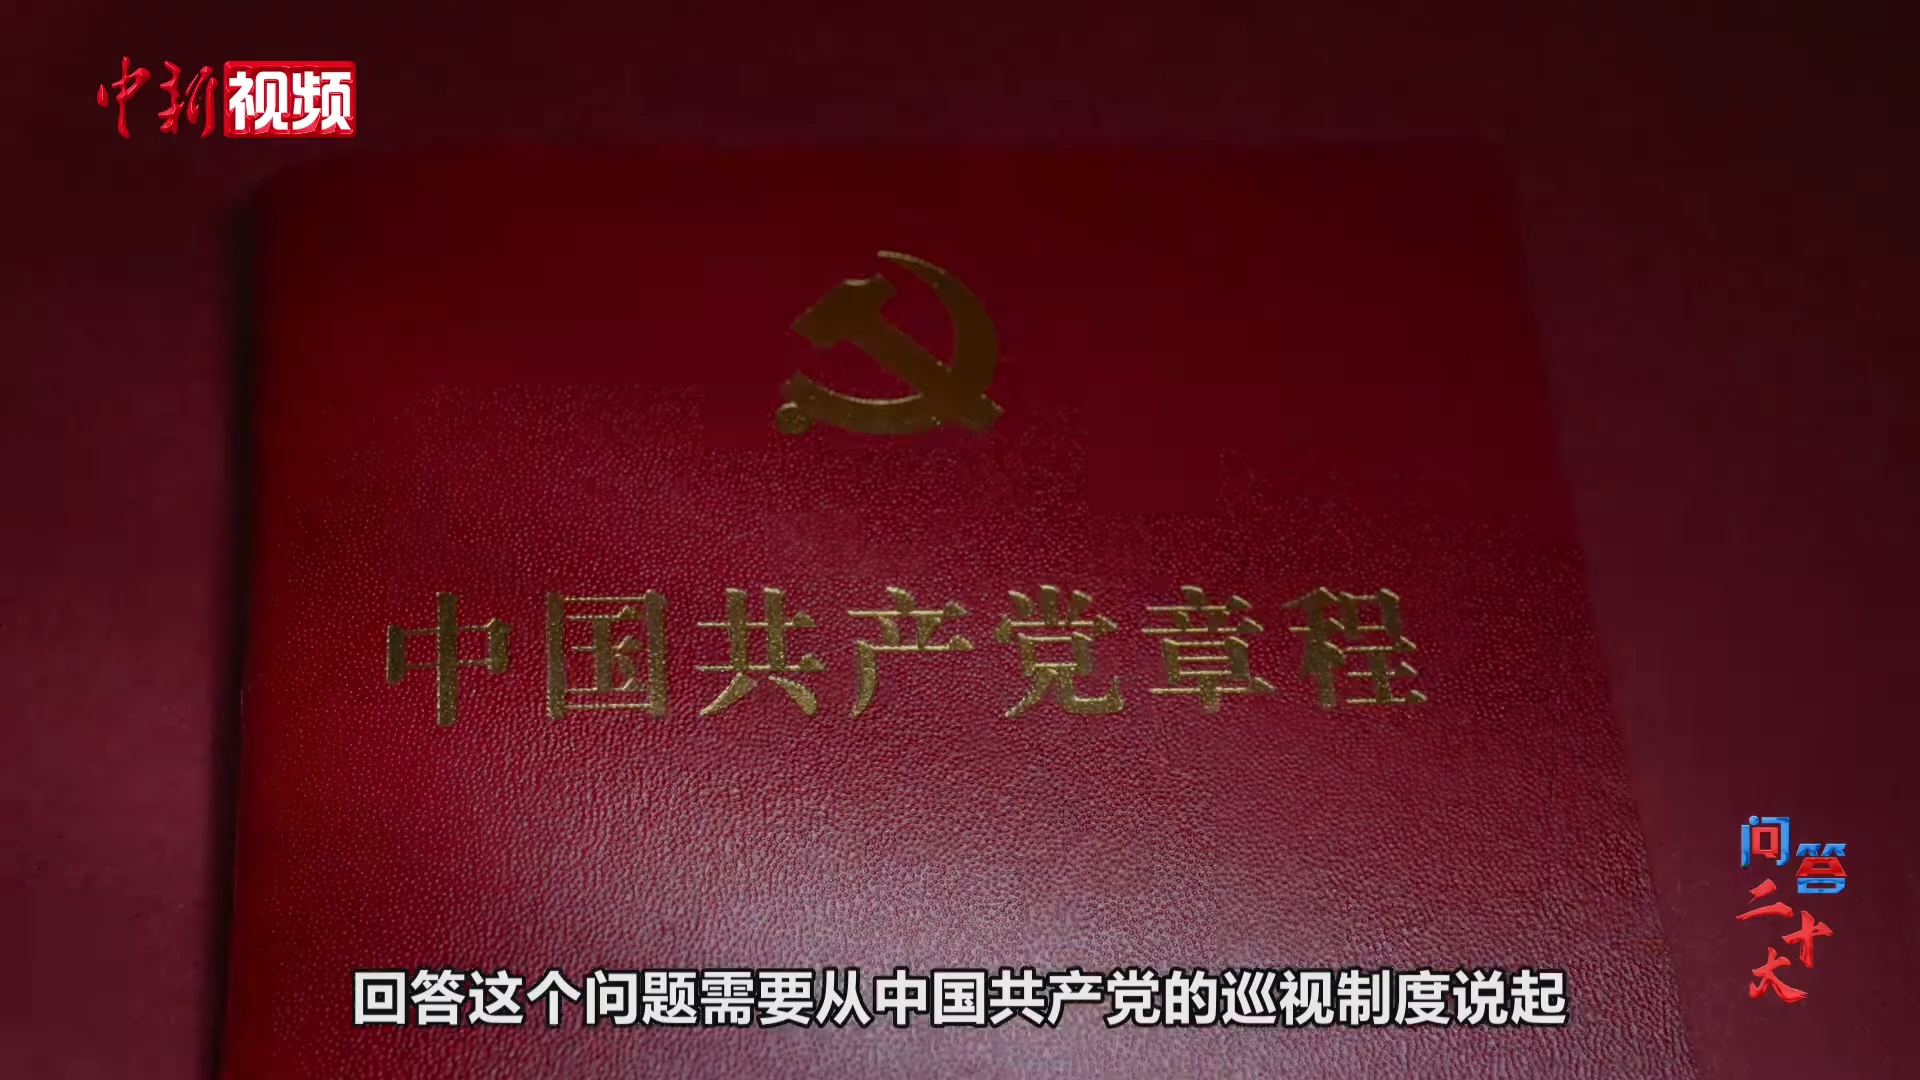 中新视频
中国共产党章程
问答
二十大
回答这个问题需要从中国共产党的巡视制度说起